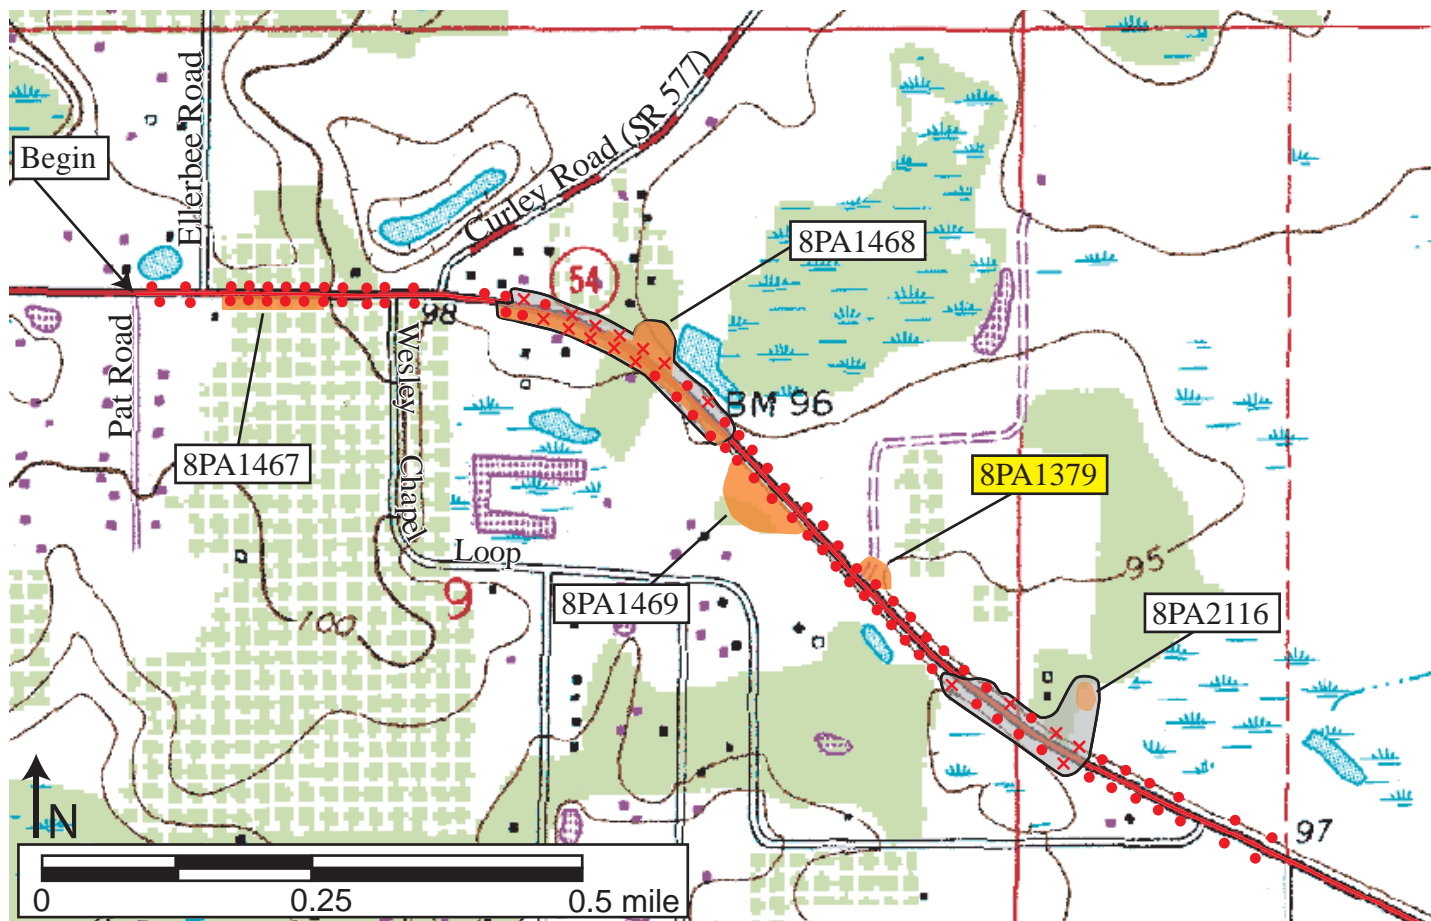 Begin
Ellerbee Road
Curley Road (SR 577)
54
8PA1468
98
Pat Road
Wesley Chapel Loop
BM 96
8PA1467
8PA1379
95
8PA1469
8PA2116
9
100
97
N
0 0.25 0.5 mile